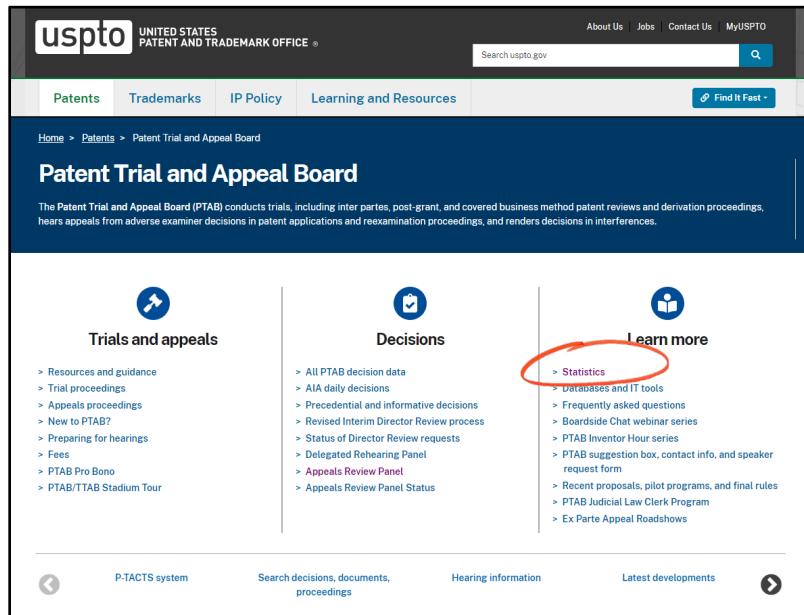 uspto UNITED STATES
PATENT AND TRADEMARK OFFICE ®
About Us Jobs Contact Us MyUSPTO
Search uspto.gov
Patents Trademarks IP Policy Learning and Resources
Find It Fast
Home > Patents > Patent Trial and Appeal Board
Patent Trial and Appeal Board
The Patent Trial and Appeal Board (PTAB) conducts trials, including inter partes, post-grant, and covered business method patent reviews and derivation proceedings,
hears appeals from adverse examiner decisions in patent applications and reexamination proceedings, and renders decisions in interferences.
Trials and appeals
> Resources and guidance
> Trial proceedings
> Appeals proceedings
> New to PTAB?
> Preparing for hearings
> Fees
> PTAB Pro Bono
> PTAB/TTAB Stadium Tour
Decisions
> All PTAB decision data
> AIA daily decisions
> Precedential and informative decisions
> Revised Interim Director Review process
> Status of Director Review requests
> Delegated Rehearing Panel
> Appeals Review Panel
> Appeals Review Panel Status
Learn more
> Statistics
> Databases and IT tools
> Frequently asked questions
> Boardside Chat webinar series
> PTAB Inventor Hour series
> PTAB suggestion box, contact info, and speaker
request form
> Recent proposals, pilot programs, and final rules
> PTAB Judicial Law Clerk Program
> Ex Parte Appeal Roadshows
P-TACTS system
Search decisions, documents,
proceedings
Hearing information
Latest developments